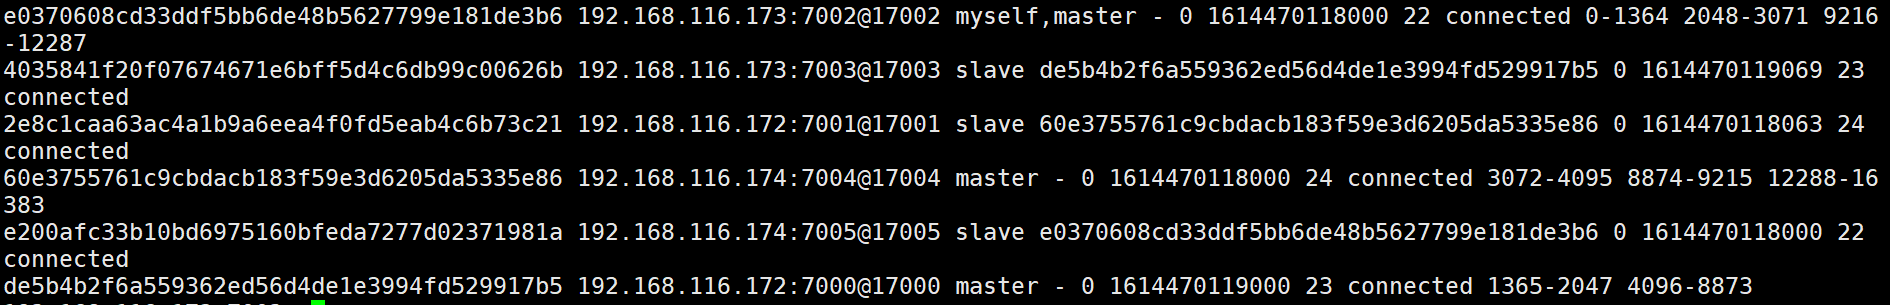 e0370608cd33ddf5bb6de48b5627799e181de3b6 192.168.116.173:7002@17002 myself,master - 0 1614470118000 22 connected 0-1364 2048-3071 9216
-12287
4035841f20f07674671e6bff5d4c6db99c00626b 192.168.116.173:7003@17003 slave de5b4b2f6a559362ed56d4de1e3994fd529917b5 0 1614470119069 23
connected
2e8c1caa63ac4a1b9a6eea4f0fd5eab4c6b73c21 192.168.116.172:7001@17001 slave 60e3755761c9cbdacb183f59e3d6205da5335e86 0 1614470118063 24
connected
60e3755761c9cbdacb183f59e3d6205da5335e86 192.168.116.174:7004@17004 master - 0 1614470118000 24 connected 3072-4095 8874-9215 12288-16
383
e200afc33b10bd6975160bfeda7277d02371981a 192.168.116.174:7005@17005 slave e0370608cd33ddf5bb6de48b5627799e181de3b6 0 1614470118000 22
connected
de5b4b2f6a559362ed56d4de1e3994fd529917b5 192.168.116.172:7000@17000 master - 0 1614470119000 23 connected 1365-2047 4096-8873